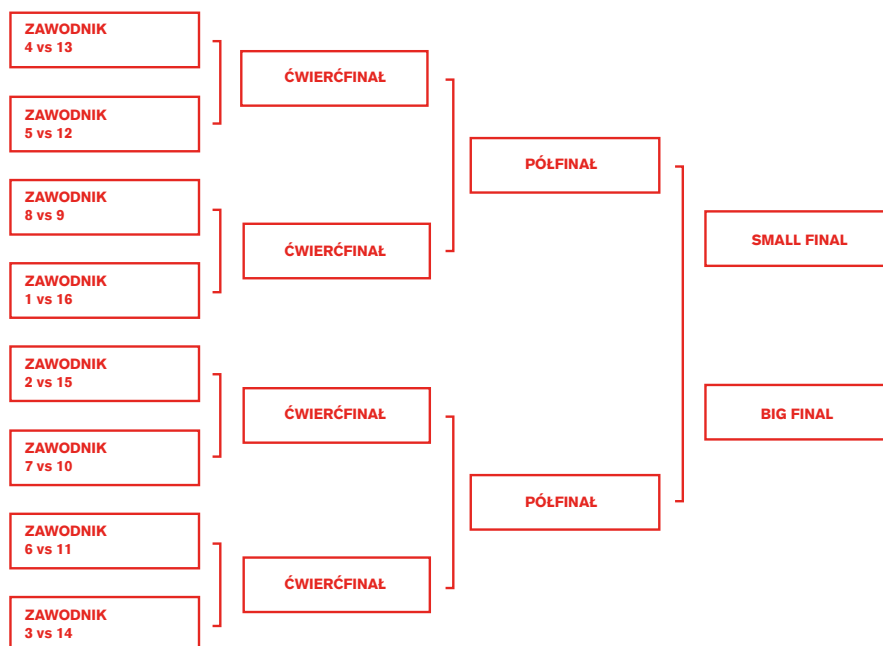 ZAWODNIK
4 vs 13
ZAWODNIK
5 vs 12
ZAWODNIK
8 vs 9
ZAWODNIK
1 vs 16
ZAWODNIK
2 vs 15
ZAWODNIK
7 vs 10
ZAWODNIK
6 vs 11
ZAWODNIK
3 vs 14
ĆWIERĆFINAŁ
ĆWIERĆFINAŁ
ĆWIERĆFINAŁ
ĆWIERĆFINAŁ
PÓŁFINAŁ
PÓŁFINAŁ
SMALL FINAL
BIG FINAL